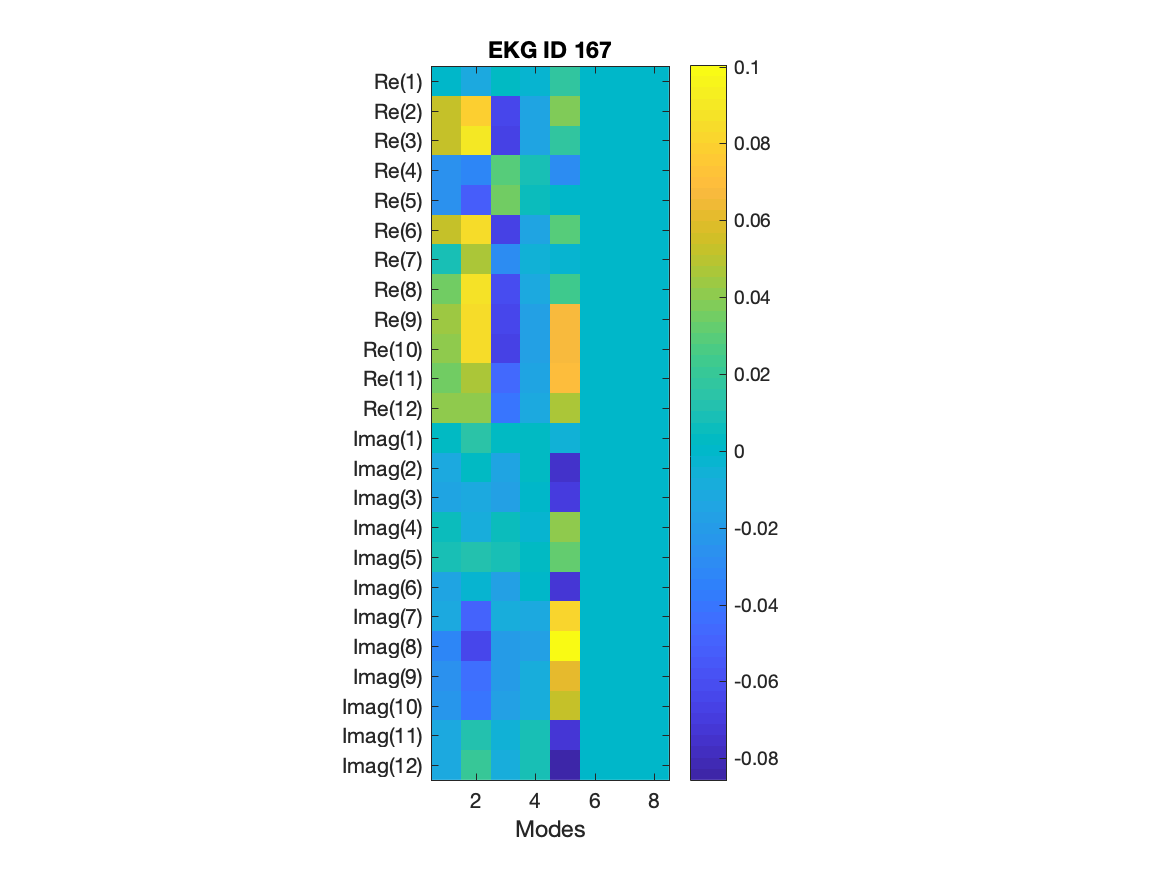 EKG ID 167
Re(1)
Re(2)
Re(3)
Re(4)
Re(5)
Re(6)
Re(7)
Re(8)
Re(9)
Re(10)
Re(11)
Re(12)
Imag(1)
Imag(2)
Imag(3)
Imag(4)
Imag(5)
Imag(6)
Imag(7)
Imag(8)
Imag(9)
Imag(10)
Imag(11)
Imag(12)
2 4 6 8
Modes
0.1
0.08
0.06
0.04
0.02
0
-0.02
-0.04
-0.06
-0.08